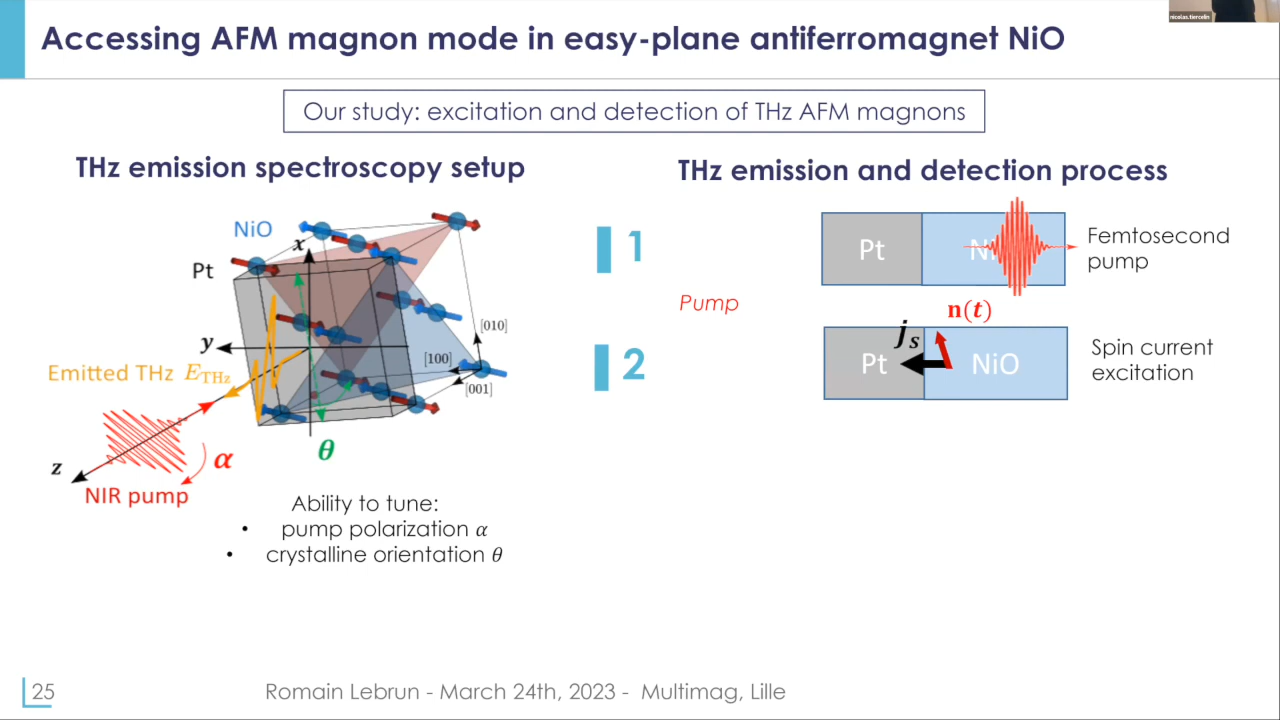 nicolas.tiercelin
Accessing AFM magnon mode in easy-plane antiferromagnet NiO
Our study: excitation and detection of THz AFM magnons
THz emission spectroscopy setup
NiO
x
Pt
y
[010]
[100]
[001]
Emitted THz E_THz
z
α
θ
NIR pump
Ability to tune:
• pump polarization α
• crystalline orientation θ
THz emission and detection process
1
Pt
Ni
Femtosecond
pump
Pump
n(t)
2
j_s
Pt
NiO
Spin current
excitation
25
Romain Lebrun - March 24th, 2023 - Multimag, Lille